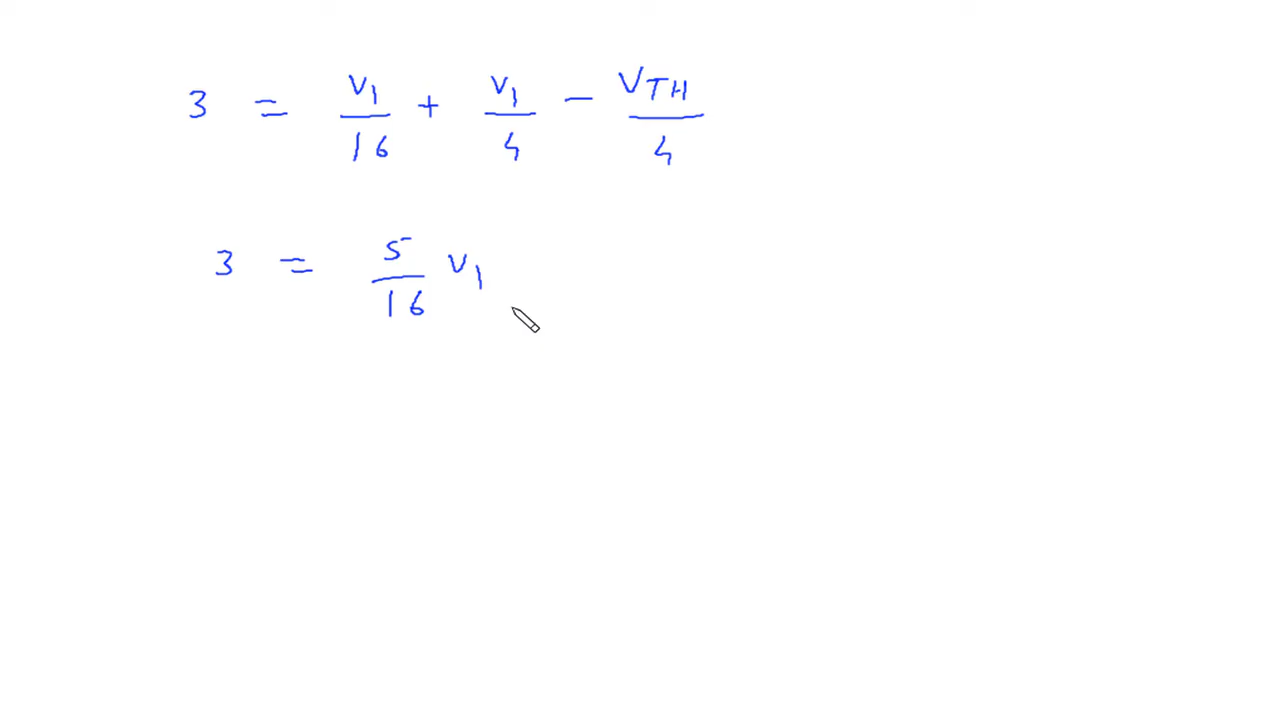 3 = V1/16 + V1/4 - VTH/4
3 = 5/16 V1